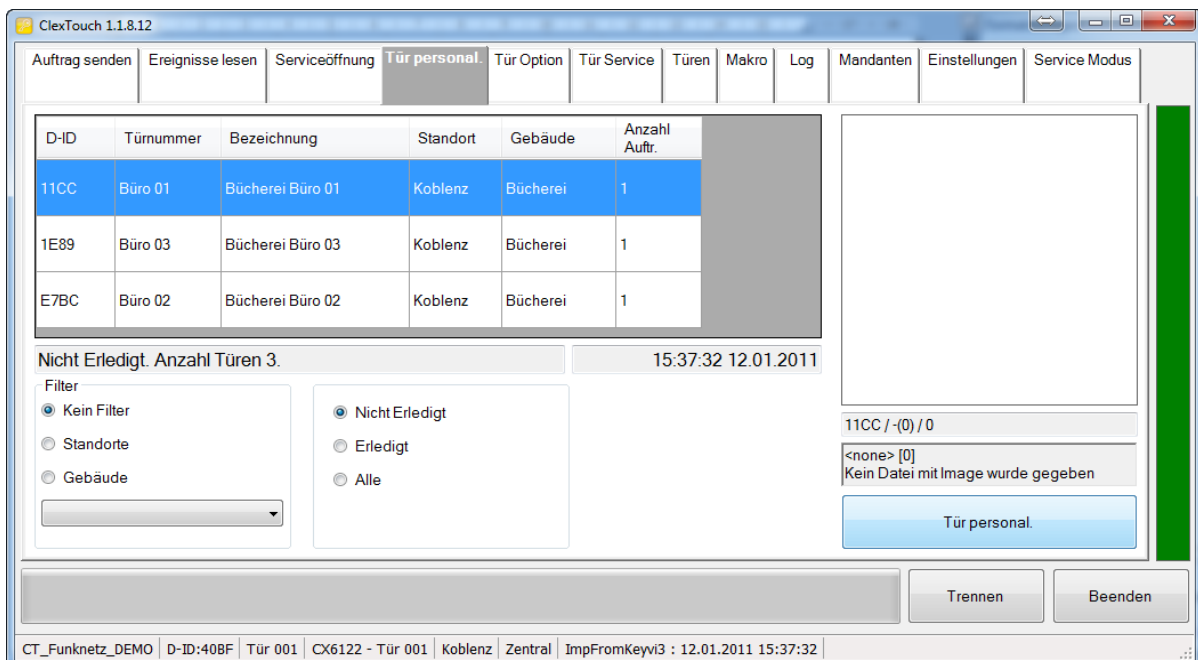 ClexTouch 1.1.8.12
Auftrag senden Ereignisse lesen Serviceöffnung Tür personal. Tür Option Tür Service Türen Makro Log Mandanten Einstellungen Service Modus
D-ID Türnummer Bezeichnung Standort Gebäude Anzahl Auftr.
11CC Büro 01 Bücherei Büro 01 Koblenz Bücherei 1
1E89 Büro 03 Bücherei Büro 03 Koblenz Bücherei 1
E7BC Büro 02 Bücherei Büro 02 Koblenz Bücherei 1
Nicht Erledigt. Anzahl Türen 3. 15:37:32 12.01.2011
Filter
Kein Filter
Standorte
Gebäude
Nicht Erledigt
Erledigt
Alle
11CC / -(0) / 0
<none> [0]
Kein Datei mit Image wurde gegeben
Tür personal.
Trennen Beenden
CT_Funknetz_DEMO D-ID:40BF Tür 001 CX6122 - Tür 001 Koblenz Zentral ImpFromKeyvi3 : 12.01.2011 15:37:32